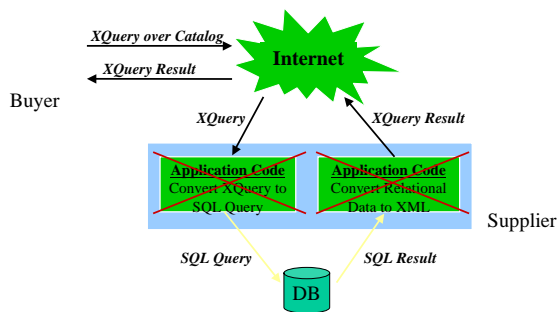 XQuery over Catalog
XQuery Result
Internet
Buyer
XQuery
XQuery Result
Application Code
Convert XQuery to
SQL Query
Application Code
Convert Relational
Data to XML
Supplier
SQL Query
SQL Result
DB